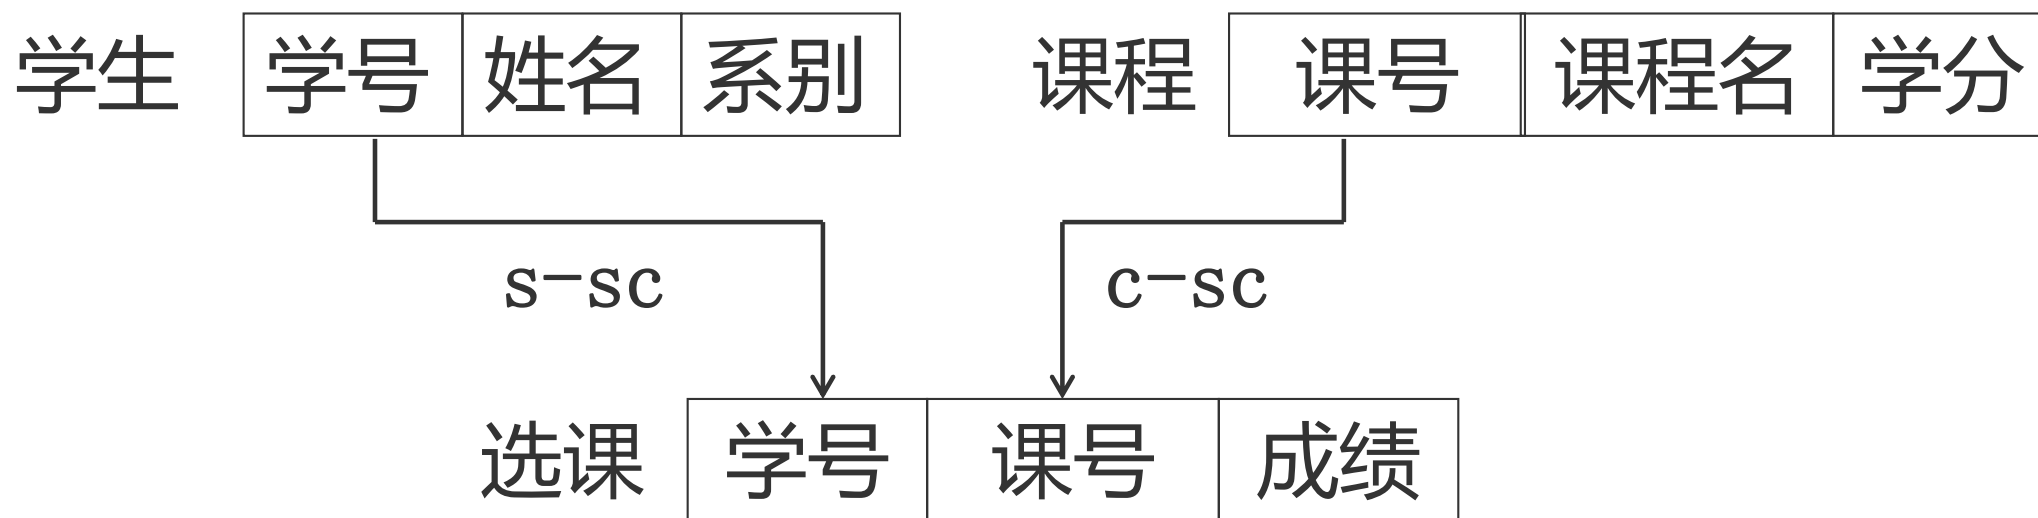 学生 学号 姓名 系别 课程 课号 课程名 学分
s-sc c-sc
选课 学号 课号 成绩